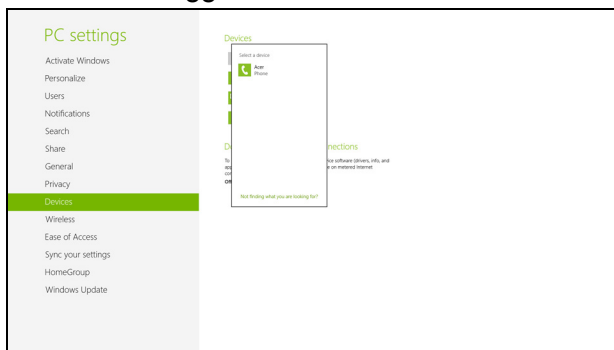 PC settings
Activate Windows
Personalize
Users
Notifications
Search
Share
General
Privacy
Devices
Wireless
Ease of Access
Sync your settings
HomeGroup
Windows Update
Devices
Select a device
Acer
Phone
Not finding what you are looking for?
nections
ice software (drivers, info, and
e on metered internet